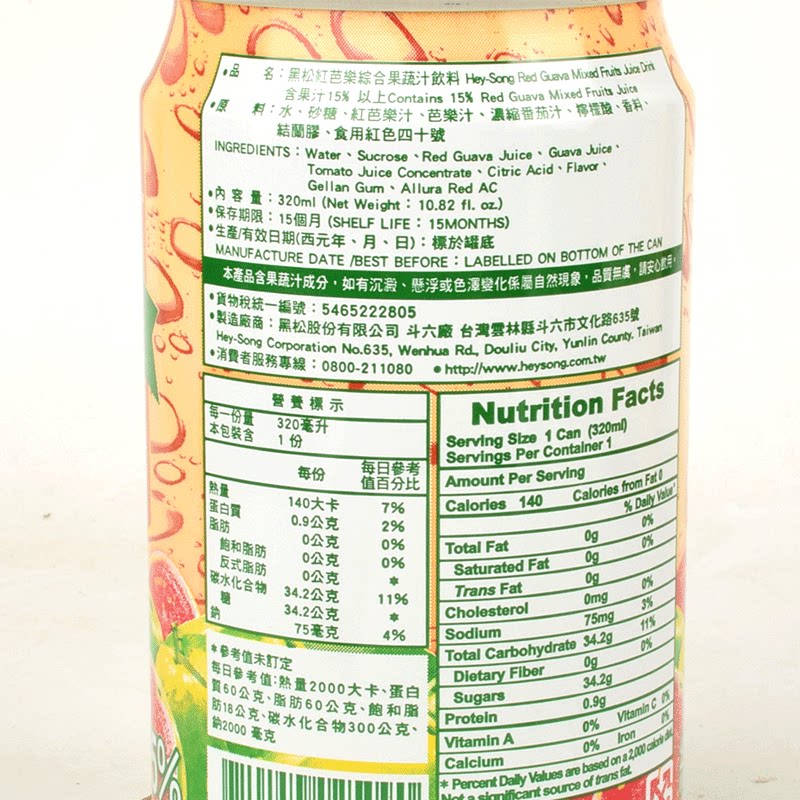 •品　名：黑松紅芭樂綜合果蔬汁飲料 Hey-Song Red Guava Mixed Fruits Juice Drink
含果汁15% 以上Contains 15% Red Guava Mixed Fruits Juice
•原　料：水、砂糖、紅芭樂汁、芭樂汁、濃縮番茄汁、檸檬酸、香料、
結蘭膠、食用紅色四十號
INGREDIENTS：Water、Sucrose、Red Guava Juice、Guava Juice、
Tomato Juice Concentrate、Citric Acid、Flavor、
Gellan Gum、Allura Red AC
•內 容 量：320ml (Net Weight：10.82 fl. oz.)
•保存期限：15個月 (SHELF LIFE：15MONTHS)
•生產/有效日期(西元年、月、日)：標於罐底
MANUFACTURE DATE /BEST BEFORE：LABELLED ON BOTTOM OF THE CAN
本產品含果蔬汁成分，如有沉澱、懸浮或色澤變化係屬自然現象，品質無虞，請安心飲用。
•貨物稅統一編號：5465222805
•製造廠商：黑松股份有限公司 斗六廠 台灣雲林縣斗六市文化路635號
Hey-Song Corporation No.635, Wenhua Rd., Douliu City, Yunlin County, Taiwan
•消費者服務專線：0800-211080 •http://www.heysong.com.tw
營養標示
每一份量 320毫升
本包裝含 1 份
每份 每日參考值百分比
熱量 140大卡 7%
蛋白質 0.9公克 2%
脂肪 0公克 0%
飽和脂肪 0公克 0%
反式脂肪 0公克 *
碳水化合物 34.2公克 11%
糖 34.2公克 *
鈉 75毫克 4%
*參考值未訂定
每日參考值:熱量2000大卡、蛋白
質60公克、脂肪60公克、飽和脂
肪18公克、碳水化合物300公克、
鈉2000 毫克
Nutrition Facts
Serving Size 1 Can (320ml)
Servings Per Container 1
Amount Per Serving
Calories 140 Calories from Fat 0
% Daily Value*
Total Fat 0g 0%
Saturated Fat 0g 0%
Trans Fat 0g
Cholesterol 0mg 0%
Sodium 75mg 3%
Total Carbohydrate 34.2g 11%
Dietary Fiber 0g 0%
Sugars 34.2g
Protein 0.9g
Vitamin A 0% Vitamin C 0%
Calcium 0% Iron 0%
* Percent Daily Values are based on a 2,000 calorie diet.
Not a significant source of trans fat.